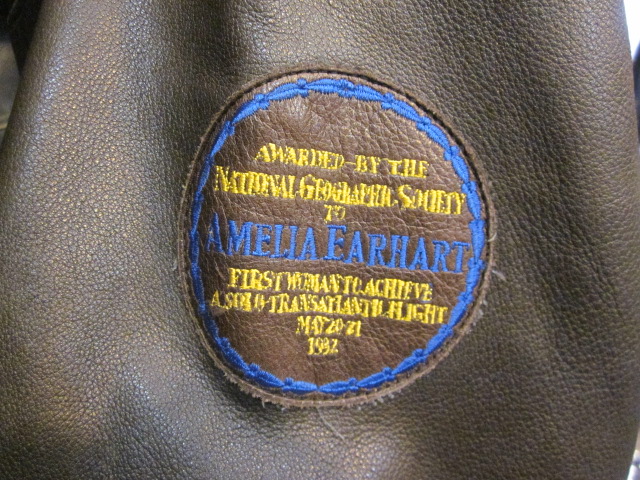 AWARDED-BY THE
NATIONAL GEOGRAPHIC SOCIETY
TO
AMELIA EARHART
FIRST WOMAN TO ACHIEVE
A SOLO-TRANSATLANTIC FLIGHT
MAY 20-21
1932